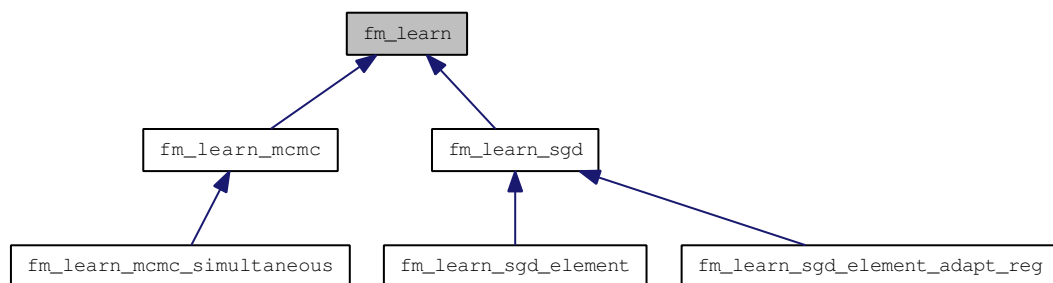 fm_learn
fm_learn_mcmc
fm_learn_sgd
fm_learn_mcmc_simultaneous
fm_learn_sgd_element
fm_learn_sgd_element_adapt_reg